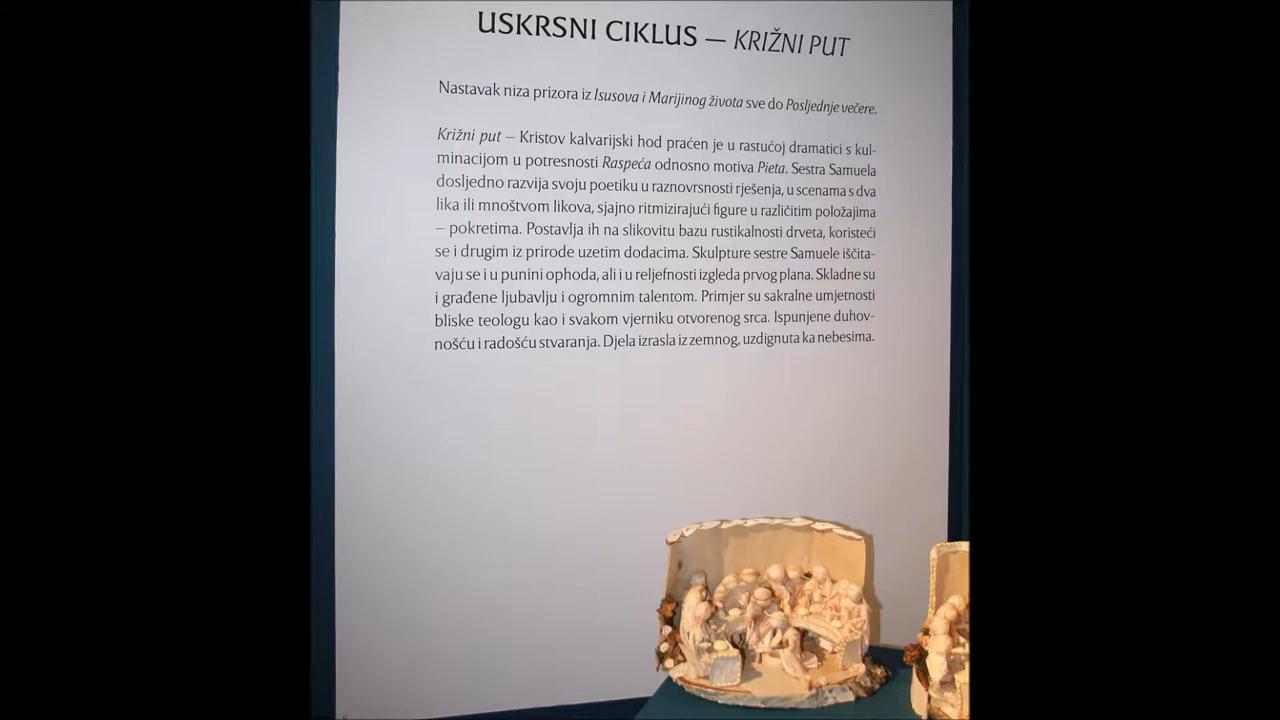 USKRSNI CIKLUS — KRIŽNI PUT
Nastavak niza prizora iz Isusova i Marijinog života sve do Posljednje večere.
Križni put – Kristov kalvarijski hod praćen je u rastućoj dramatici s kul-
minacijom u potresnosti Raspeća odnosno motiva Pieta. Sestra Samuela
dosljedno razvija svoju poetiku u raznovrsnosti rješenja, u scenama s dva
lika ili mnoštvom likova, sjajno ritmizirajući figure u različitim položajima
– pokretima. Postavlja ih na slikovitu bazu rustikalnosti drveta, koristeći
se i drugim iz prirode uzetim dodacima. Skulpture sestre Samuele iščita-
vaju se i u punini ophoda, ali i u reljefnosti izgleda prvog plana. Skladne su
i građene ljubavlju i ogromnim talentom. Primjer su sakralne umjetnosti
bliske teologu kao i svakom vjerniku otvorenog srca. Ispunjene duhov-
nošću i radošću stvaranja. Djela izrasla iz zemnog, uzdignuta ka nebesima.